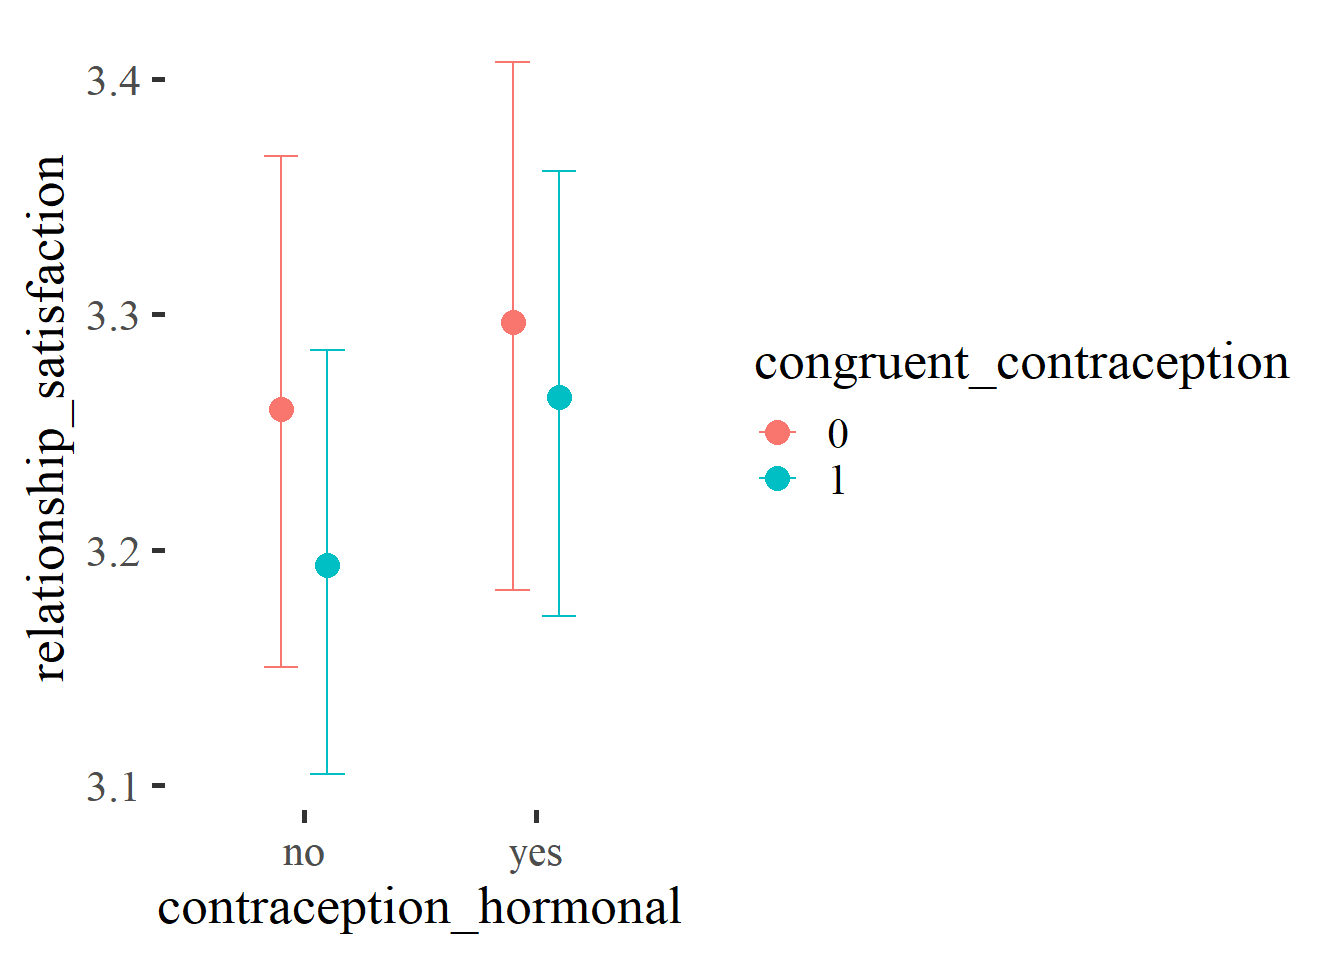 relationship_satisfaction
3.4
3.3
3.2
3.1
no yes
contraception_hormonal
congruent_contraception
0
1